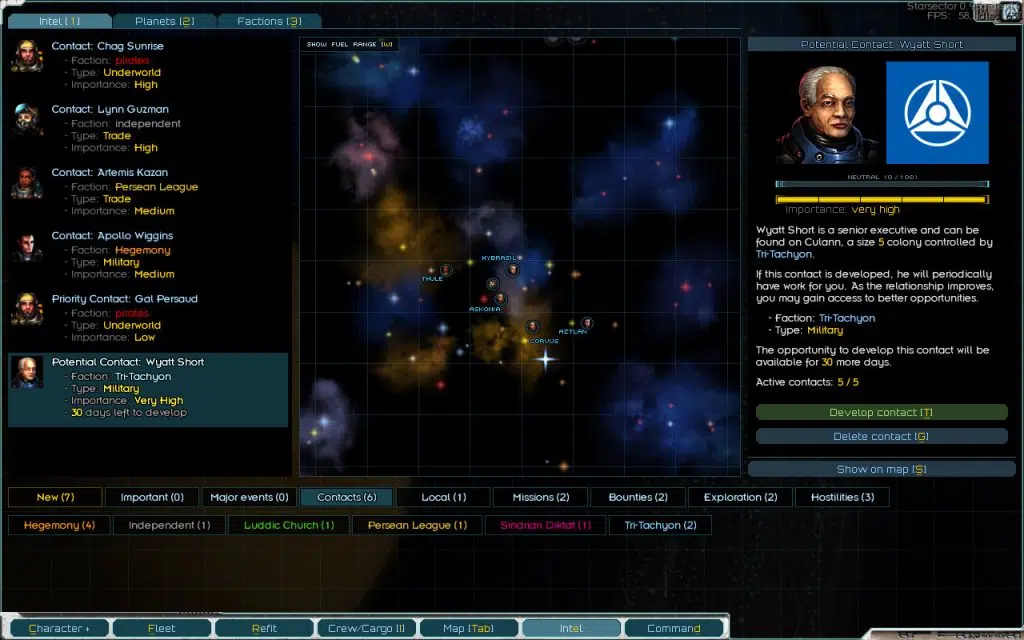 Intel [1]
Planets [2]
Factions [3]
Starsector 0.9
FPS: 58
Contact: Chag Sunrise
- Faction: pirates
- Type: Underworld
- Importance: High
Contact: Lynn Guzman
- Faction: independent
- Type: Trade
- Importance: High
Contact: Artemis Kazan
- Faction: Persean League
- Type: Trade
- Importance: Medium
Contact: Apollo Wiggins
- Faction: Hegemony
- Type: Military
- Importance: Medium
Priority Contact: Gal Persaud
- Faction: pirates
- Type: Underworld
- Importance: Low
Potential Contact: Wyatt Short
- Faction: Tri-Tachyon
- Type: Military
- Importance: Very High
- 30 days left to develop
SHOW FUEL RANGE [W]
HYBRASIL
THULE
ASKONIA
AZTLAN
CORVUS
Potential Contact: Wyatt Short
NEUTRAL (0 / 100)
Importance: very high
Wyatt Short is a senior executive and can be
found on Culann, a size 5 colony controlled by
Tri-Tachyon.
If this contact is developed, he will periodically
have work for you. As the relationship improves,
you may gain access to better opportunities.
- Faction: Tri-Tachyon
- Type: Military
The opportunity to develop this contact will be
available for 30 more days.
Active contacts: 5 / 5
Develop contact [T]
Delete contact [G]
Show on map [S]
New (7)
Important (0)
Major events (0)
Contacts (6)
Local (1)
Missions (2)
Bounties (2)
Exploration (2)
Hostilities (3)
Hegemony (4)
Independent (1)
Luddic Church (1)
Persean League (1)
Sindrian Diktat (1)
Tri-Tachyon (2)
Character +
Fleet
Refit
Crew/Cargo [I]
Map [Tab]
Intel
Command